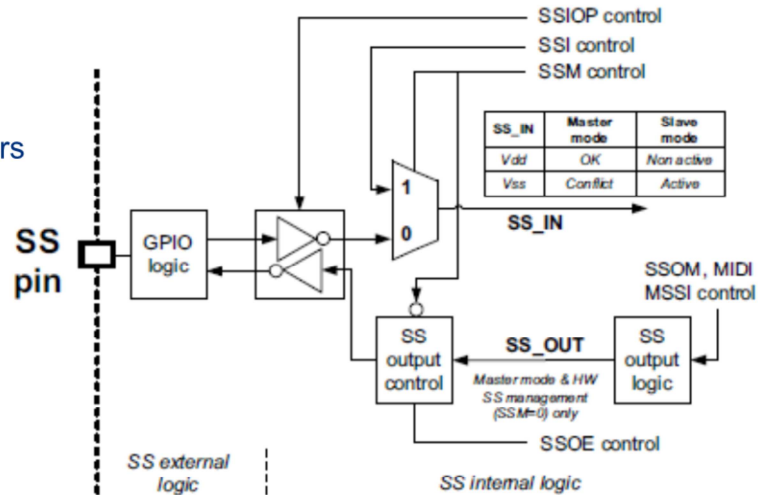 SSIOP control
SSI control
SSM control
SS_IN Master mode Slave mode
Vdd OK Non active
Vss Conflict Active
rs
1
0
SS_IN
SS
pin
GPIO
logic
SSOM, MIDI
MSSI control
SS
output
control
SS_OUT
Master mode & HW
SS management
(SSM=0) only
SS
output
logic
SSOE control
SS external
logic
SS internal logic